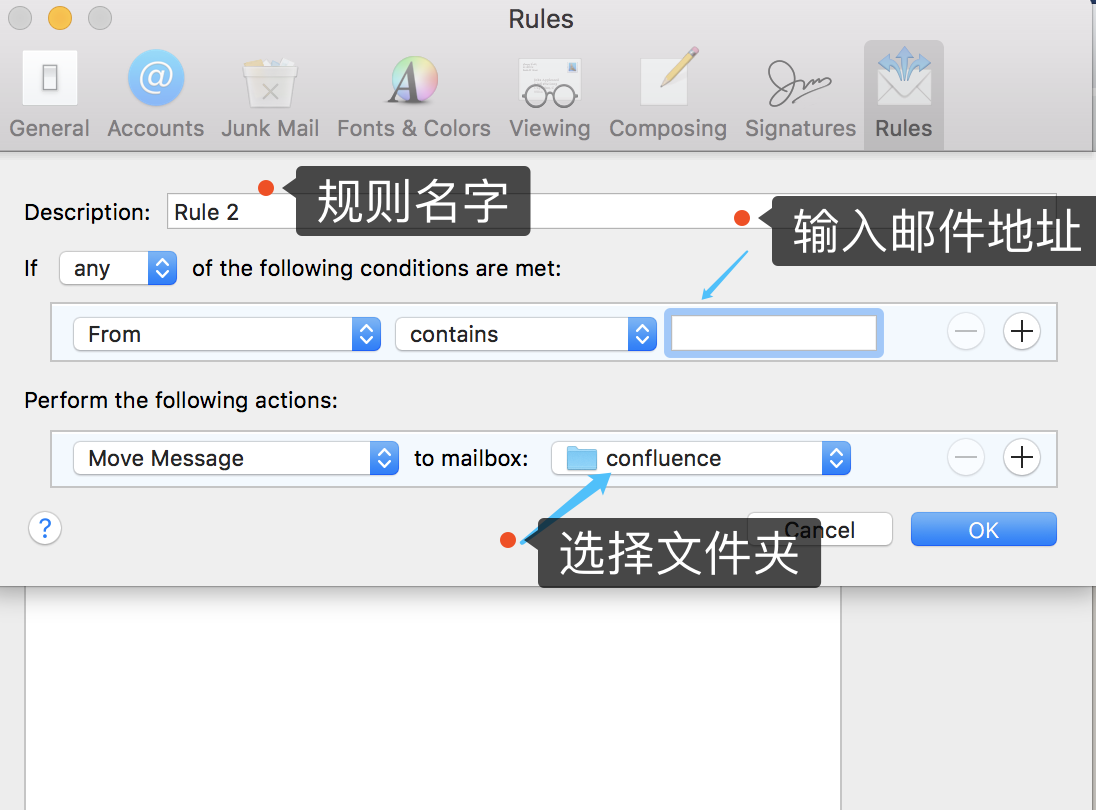 Rules
General Accounts Junk Mail Fonts & Colors Viewing Composing Signatures Rules
Description: Rule 2 规则名字
输入邮件地址
If any of the following conditions are met:
From contains
Perform the following actions:
Move Message to mailbox: confluence
? Cancel OK
选择文件夹